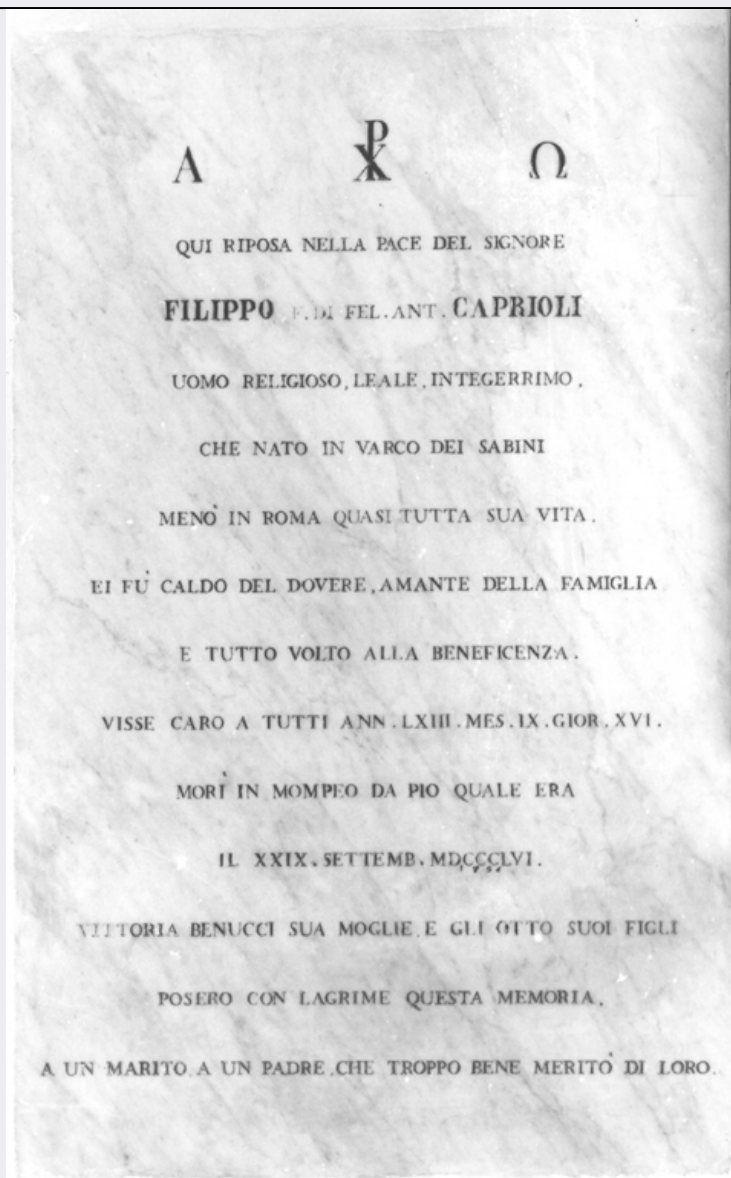 Α ☧ Ω
QUI RIPOSA NELLA PACE DEL SIGNORE
FILIPPO F. DI FEL. ANT. CAPRIOLI
UOMO RELIGIOSO, LEALE, INTEGERRIMO,
CHE NATO IN VARCO DEI SABINI
MENÒ IN ROMA QUASI TUTTA SUA VITA.
EI FÙ CALDO DEL DOVERE, AMANTE DELLA FAMIGLIA
E TUTTO VOLTO ALLA BENEFICENZA.
VISSE CARO A TUTTI ANN. LXIII. MES. IX. GIOR. XVI.
MORÌ IN MOMPEO DA PIO QUALE ERA
IL XXIX. SETTEMB. MDCCCLVI.
VITTORIA BENUCCI SUA MOGLIE, E GLI OTTO SUOI FIGLI
POSERO CON LAGRIME QUESTA MEMORIA,
A UN MARITO, A UN PADRE, CHE TROPPO BENE MERITÒ DI LORO.